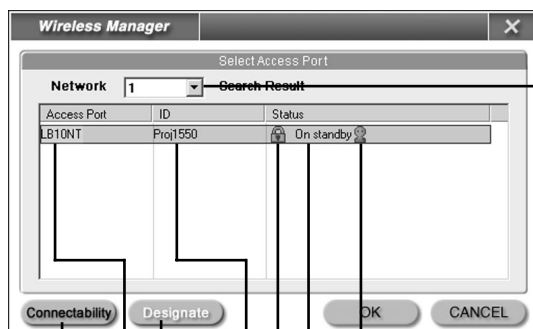 Wireless Manager
Select Access Port
Network 1 Search Result
Access Port ID Status
LB10NT Proj1550 On standby
Connectability Designate OK CANCEL